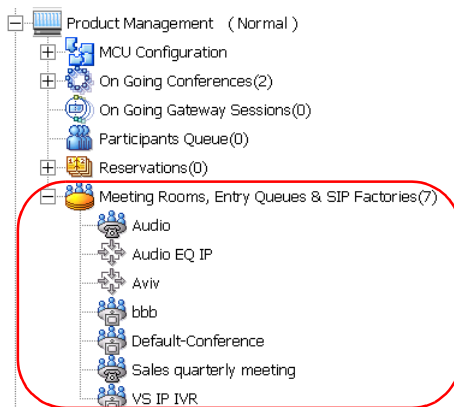 Product Management (Normal)
MCU Configuration
On Going Conferences(2)
On Going Gateway Sessions(0)
Participants Queue(0)
Reservations(0)
Meeting Rooms, Entry Queues & SIP Factories(7)
Audio
Audio EQ IP
Aviv
bbb
Default-Conference
Sales quarterly meeting
VS IP IVR